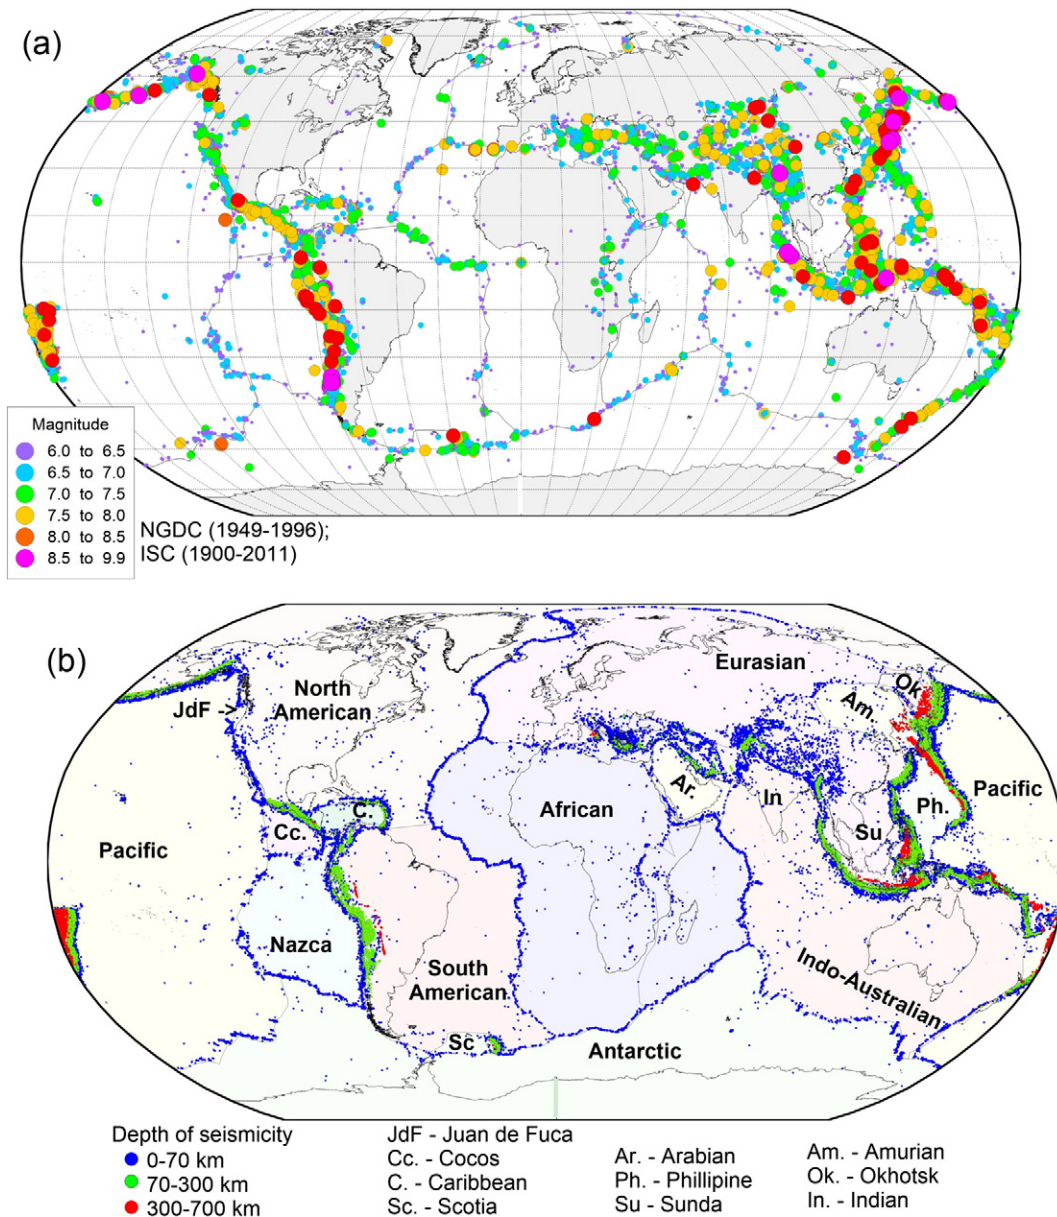 (a)
Magnitude
6.0 to 6.5
6.5 to 7.0
7.0 to 7.5
7.5 to 8.0
8.0 to 8.5
8.5 to 9.9
NGDC (1949-1996);
ISC (1900-2011)
(b)
Eurasian
North
American
JdF ->
Ok
Am.
Ar.
In
African
Pacific
Ph.
C.
Cc.
Su
Pacific
Nazca
South
American
Indo-Australian
Sc
Antarctic
Depth of seismicity
0-70 km
70-300 km
300-700 km
JdF - Juan de Fuca
Cc. - Cocos
C. - Caribbean
Sc. - Scotia
Ar. - Arabian
Ph. - Phillipine
Su - Sunda
Am. - Amurian
Ok. - Okhotsk
In. - Indian